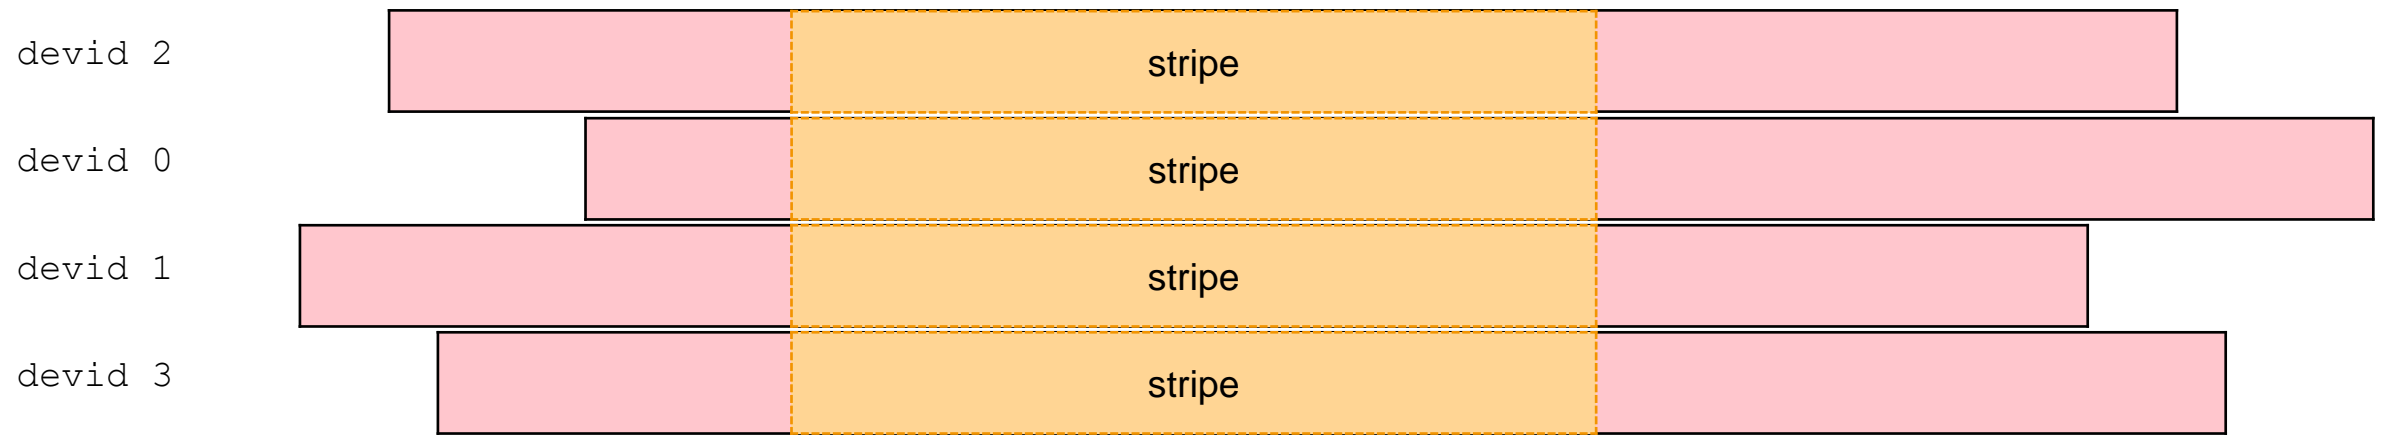 devid 2 stripe
devid 0 stripe
devid 1 stripe
devid 3 stripe